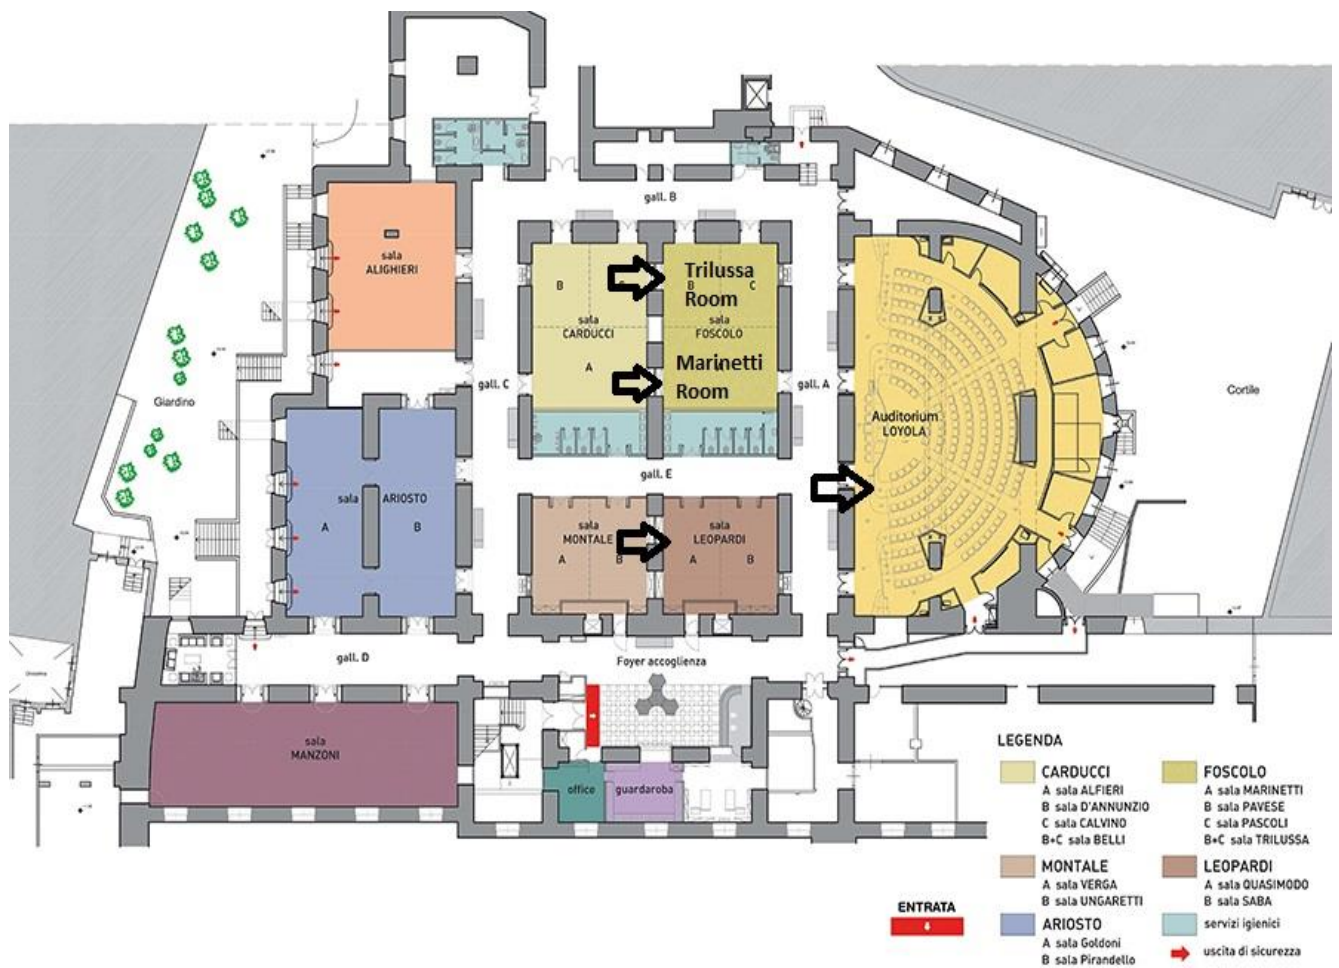 gall. B
sala
ALIGHIERI
B
Trilussa
B C
Room
sala
CARDUCCI
sala
FOSCOLO
A
Marinetti
Room
gall. C
gall. A
Giardino
Cortile
Auditorium
LOYOLA
gall. E
sala ARIOSTO
A B
sala
MONTALE
A B
sala
LEOPARDI
A B
gall. D
Foyer accoglienza
sala
MANZONI
office
guardaroba
LEGENDA
CARDUCCI
A sala ALFIERI
B sala D'ANNUNZIO
C sala CALVINO
B+C sala BELLI
FOSCOLO
A sala MARINETTI
B sala PAVESE
C sala PASCOLI
B+C sala TRILUSSA
MONTALE
A sala VERGA
B sala UNGARETTI
LEOPARDI
A sala QUASIMODO
B sala SABA
ENTRATA
ARIOSTO
A sala Goldoni
B sala Pirandello
servizi igienici
uscita di sicurezza